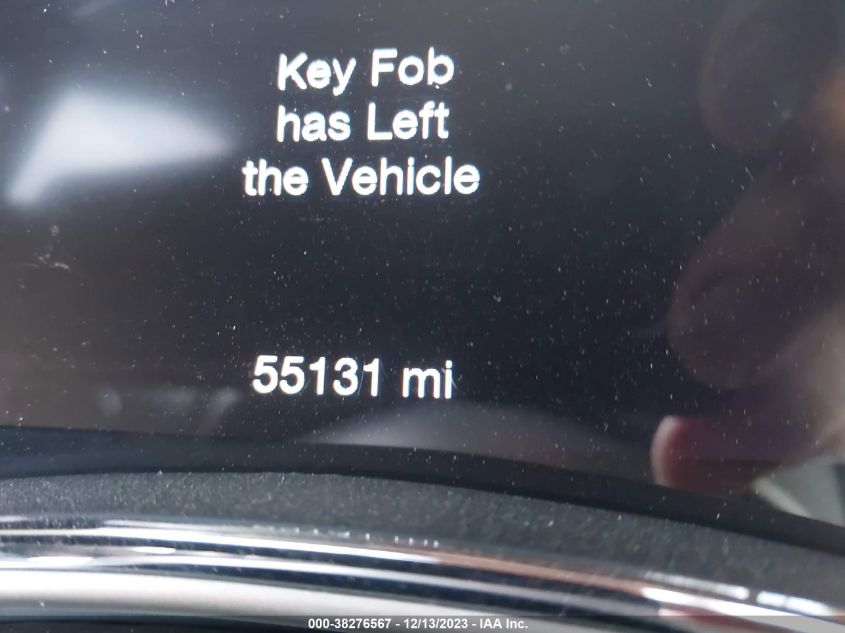 Key Fob
has Left
the Vehicle
55131 mi
000-38276567 - 12/13/2023 - IAA Inc.